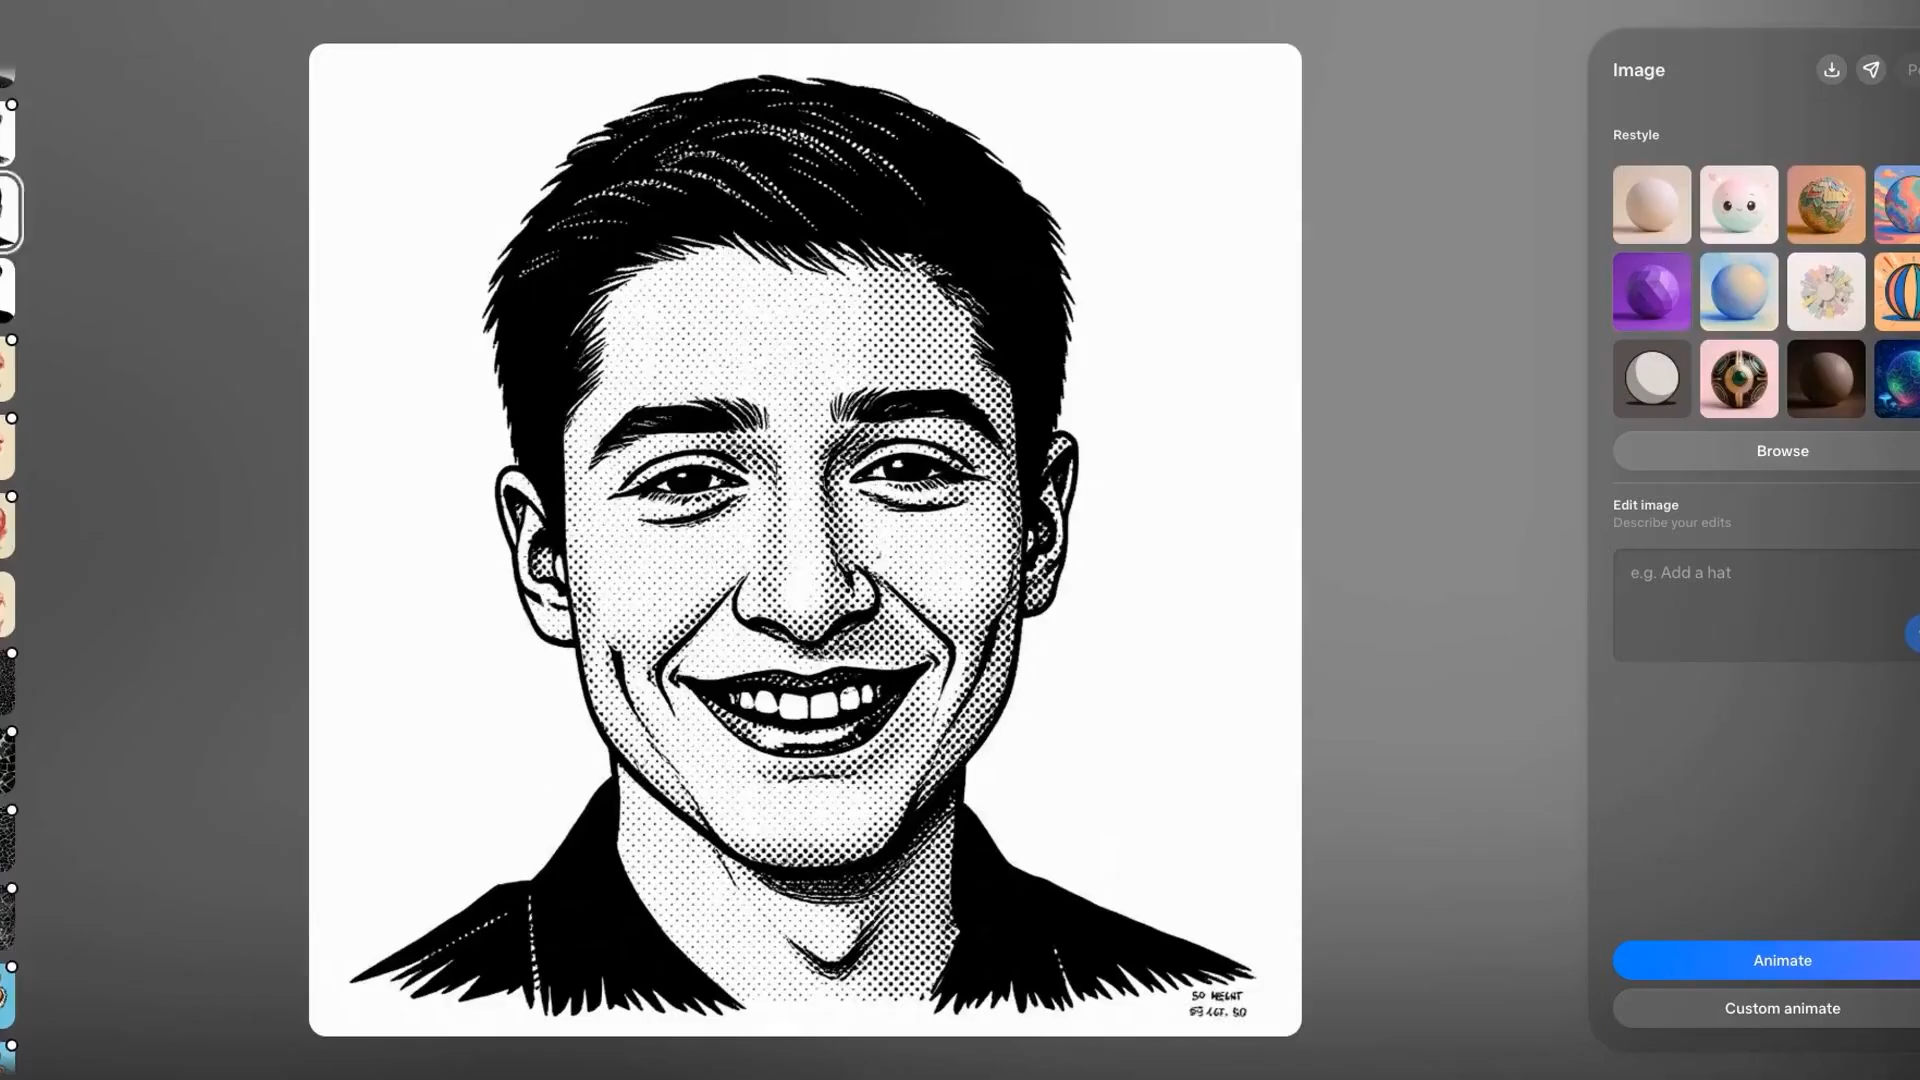 Image
Restyle
Browse
Edit image
Describe your edits
e.g. Add a hat
Animate
Custom animate